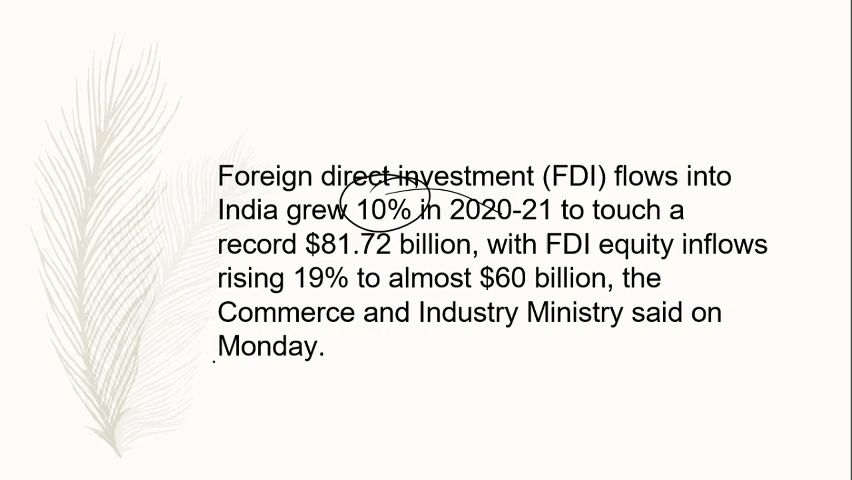 Foreign direct investment (FDI) flows into
India grew 10% in 2020-21 to touch a
record $81.72 billion, with FDI equity inflows
rising 19% to almost $60 billion, the
Commerce and Industry Ministry said on
Monday.